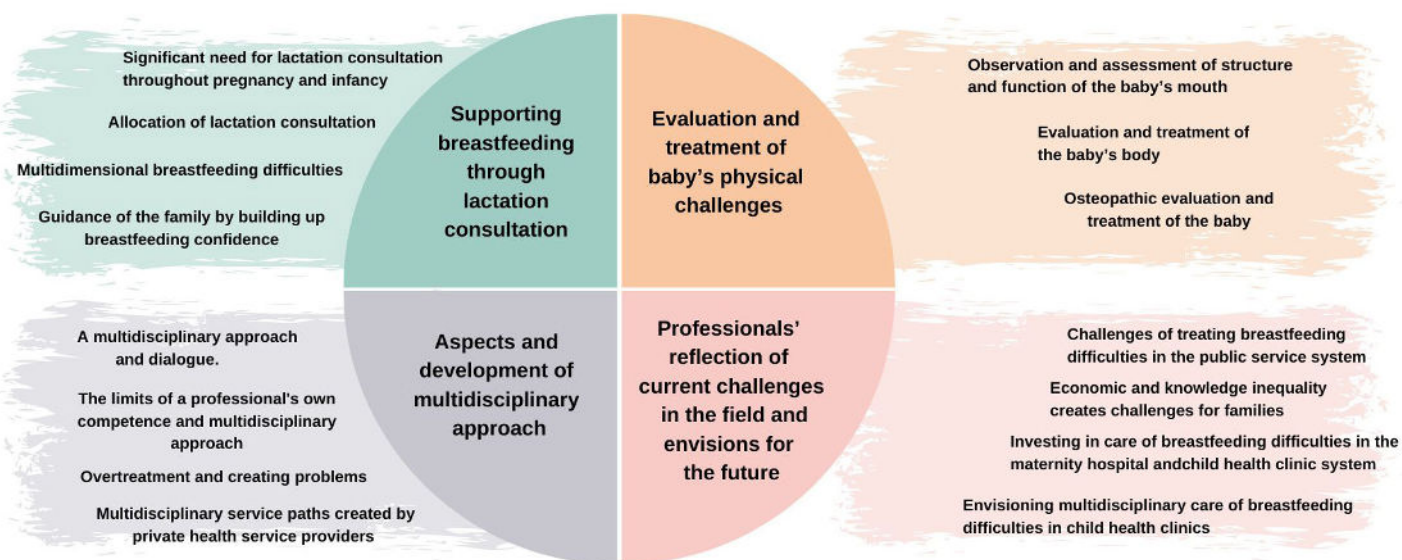 Significant need for lactation consultation
throughout pregnancy and infancy
Allocation of lactation consultation
Multidimensional breastfeeding difficulties
Guidance of the family by building up
breastfeeding confidence
Supporting
breastfeeding
through
lactation
consultation
Evaluation and
treatment of
baby's physical
challenges
Observation and assessment of structure
and function of the baby's mouth
Evaluation and treatment of
the baby's body
Osteopathic evaluation and
treatment of the baby
A multidisciplinary approach
and dialogue.
The limits of a professional's own
competence and multidisciplinary
approach
Overtreatment and creating problems
Multidisciplinary service paths created by
private health service providers
Aspects and
development of
multidisciplinary
approach
Professionals'
reflection of
current challenges
in the field and
envisions for
the future
Challenges of treating breastfeeding
difficulties in the public service system
Economic and knowledge inequality
creates challenges for families
Investing in care of breastfeeding difficulties in the
maternity hospital andchild health clinic system
Envisioning multidisciplinary care of breastfeeding
difficulties in child health clinics